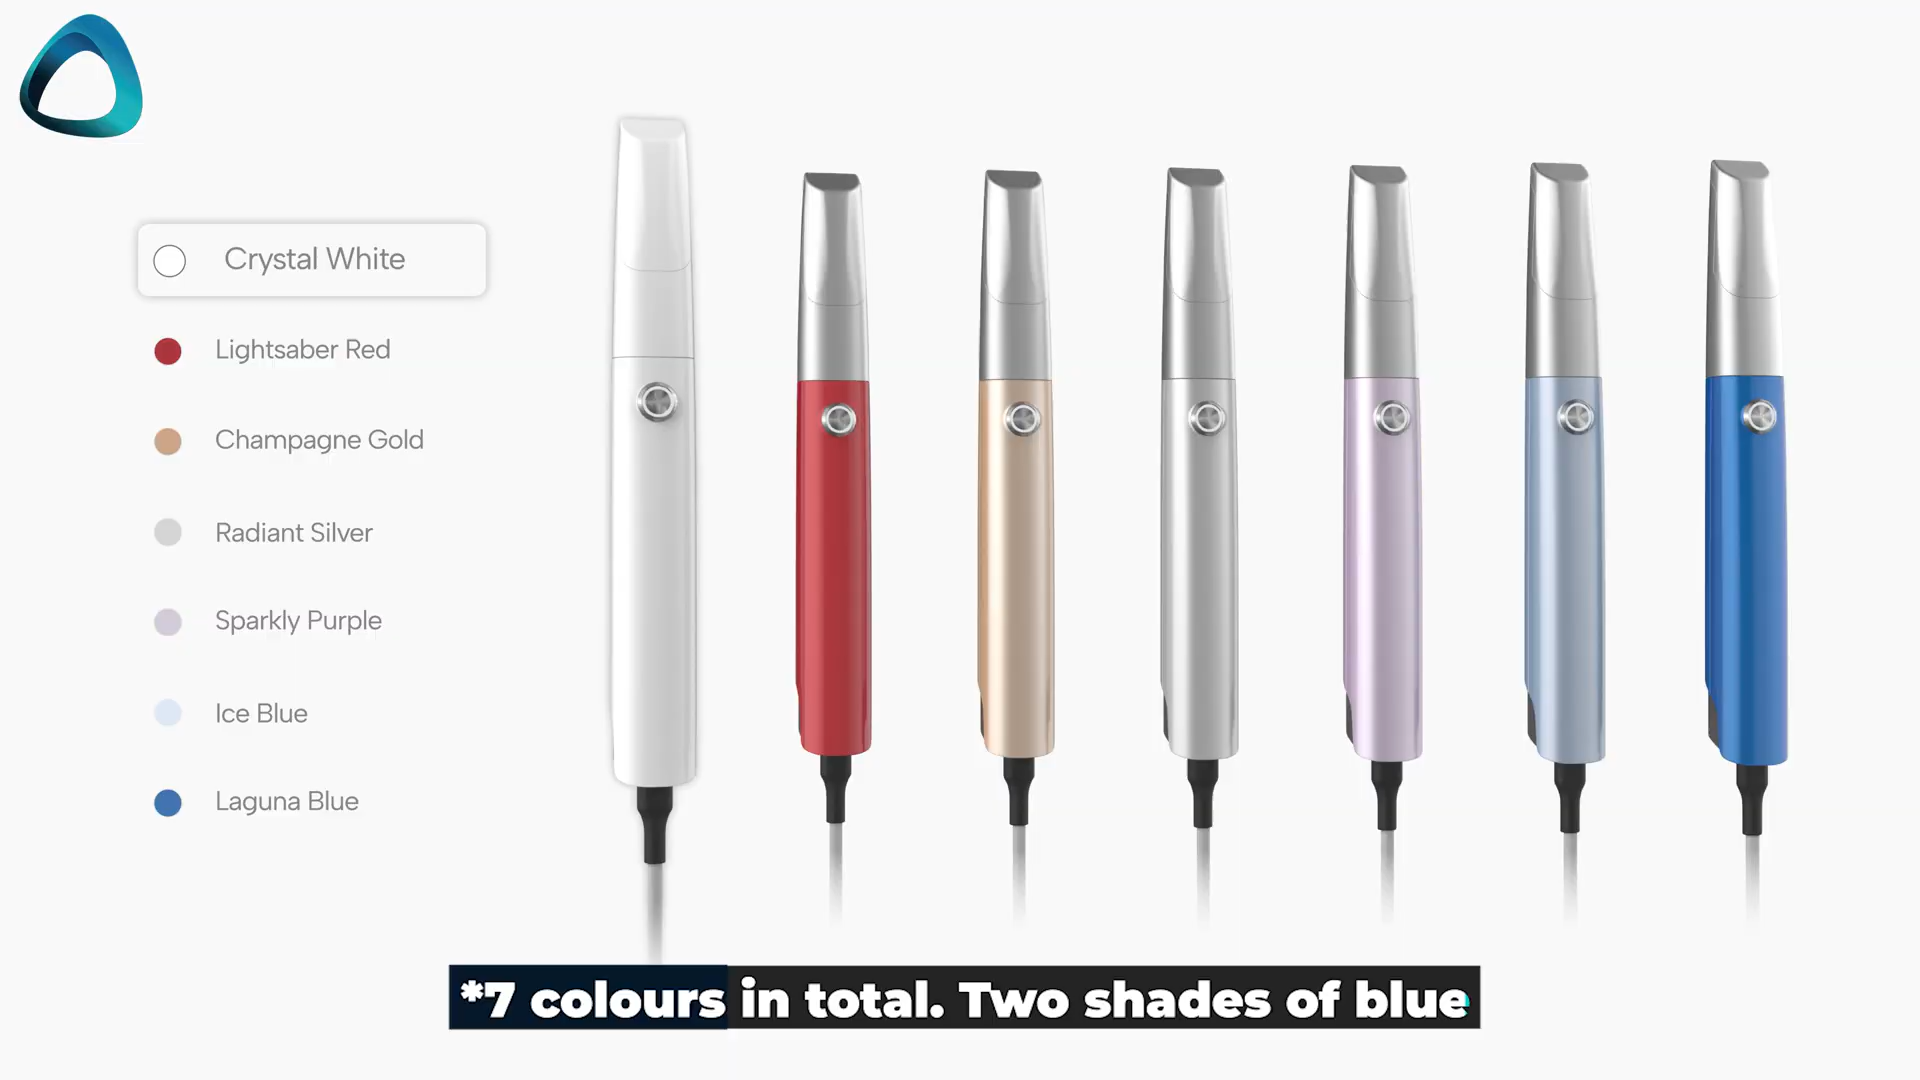 Crystal White
Lightsaber Red
Champagne Gold
Radiant Silver
Sparkly Purple
Ice Blue
Laguna Blue
*7 colours in total. Two shades of blue